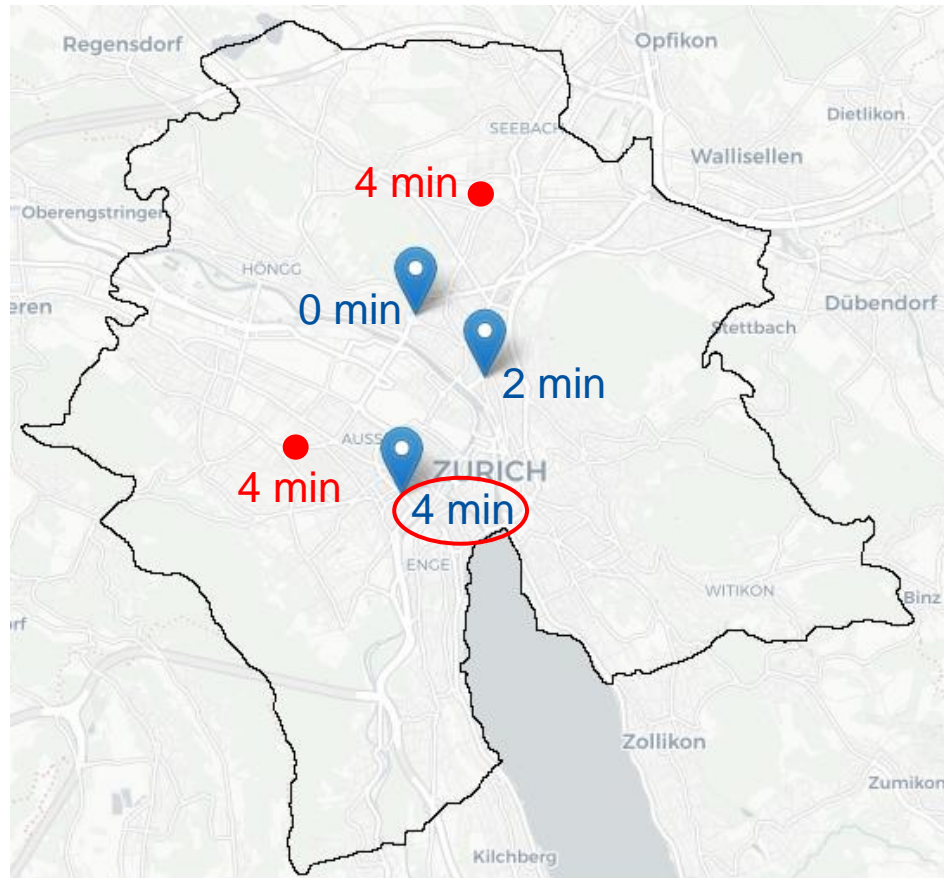 Regensdorf
Opfikon
Dietlikon
SEEBACH
Wallisellen
4 min
Oberengstringen
HÖNGG
eren
0 min
Dübendorf
Stettbach
2 min
AUSS
ZURICH
4 min
4 min
ENGE
WITIKON
Binz
rf
Zollikon
Zumikon
Kilchberg